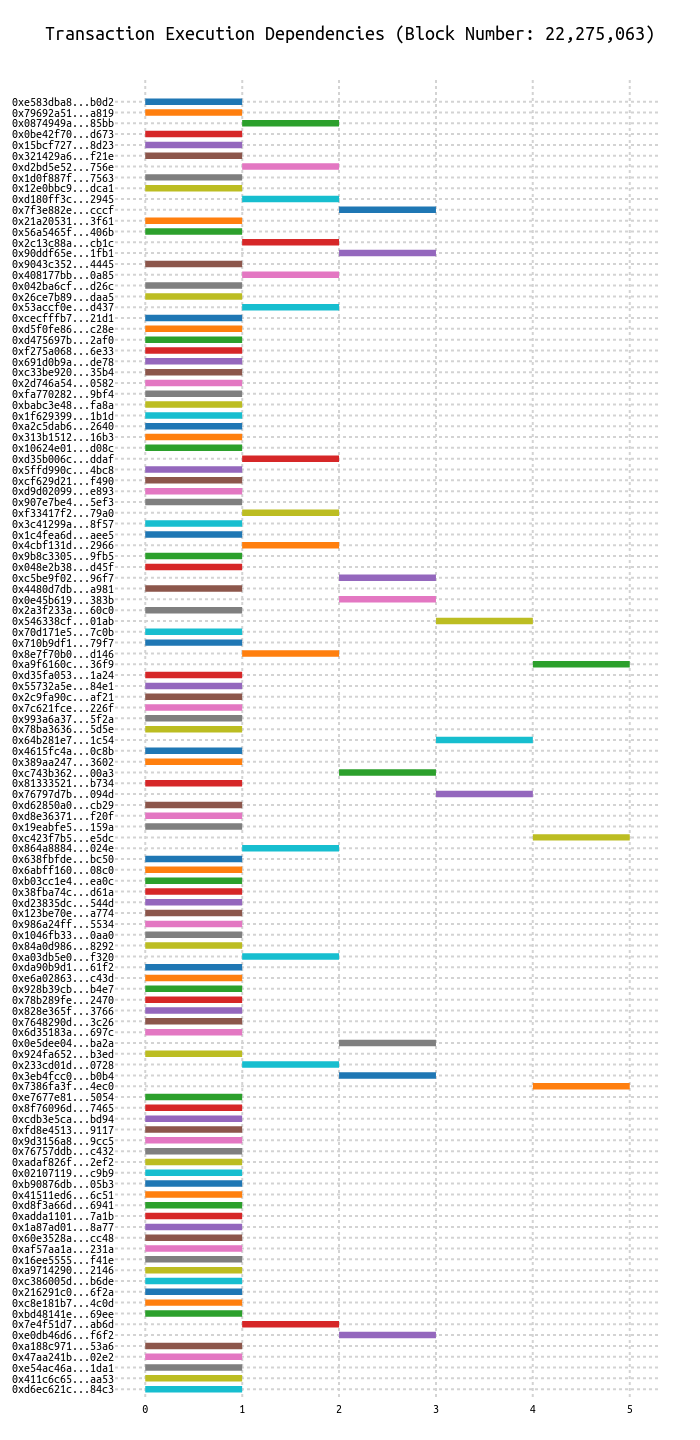 Transaction Execution Dependencies (Block Number: 22,275,063)
0xe583dba8...b0d2
0x79692a51...a819
0x0874949a...85bb
0x0be42f70...d673
0x15bcf727...8d23
0x321429a6...f21e
0xd2bd5e52...756e
0x1d0f887f...7563
0x12e0bbc9...dca1
0xd180ff3c...2945
0x7f3e882e...cccf
0x21a20531...3f61
0x56a5465f...406b
0x2c13c88a...cb1c
0x90ddf65e...1fb1
0x9043c352...4445
0x408177bb...0a85
0x042ba6cf...d26c
0x26ce7b89...daa5
0x53accf0e...d437
0xcecfffb7...21d1
0xd5f0fe86...c28e
0xd475697b...2af0
0xf275a068...6e33
0x691d0b9a...de78
0xc33be920...35b4
0x2d746a54...0582
0xfa770282...9bf4
0xbabc3e48...fa8a
0x1f629399...1b1d
0xa2c5dab6...2640
0x313b1512...16b3
0x10624e01...d08c
0xd35b006c...ddaf
0x5ffd990c...4bc8
0xcf629d21...f490
0xd9d02099...e893
0x907e7be4...5ef3
0xf33417f2...79a0
0x3c41299a...8f57
0x1c4fea6d...aee5
0x4cbf131d...2966
0x9b8c3305...9fb5
0x048e2b38...d45f
0xc5be9f02...96f7
0x4480d7db...a981
0x0e45b619...383b
0x2a3f233a...60c0
0x546338cf...01ab
0x70d171e5...7c0b
0x710b9df1...79f7
0x8e7f70b0...d146
0xa9f6160c...36f9
0xd35fa053...1a24
0x55732a5e...84e1
0x2c9fa90c...af21
0x7c621fce...226f
0x993a6a37...5f2a
0x78ba3636...5d5e
0x64b281e7...1c54
0x4615fc4a...0c8b
0x389aa247...3602
0xc743b362...00a3
0x81333521...b734
0x76797d7b...094d
0xd62850a0...cb29
0xd8e36371...f20f
0x19eabfe5...159a
0xc423f7b5...e5dc
0x864a8884...024e
0x638fbfde...bc50
0x6abff160...08c0
0xb03cc1e4...ea0c
0x38fba74c...d61a
0xd23835dc...544d
0x123be70e...a774
0x986a24ff...5534
0x1046fb33...0aa0
0x84a0d986...8292
0xa03db5e0...f320
0xda90b9d1...61f2
0xe6a02863...c43d
0x928b39cb...b4e7
0x78b289fe...2470
0x828e365f...3766
0x7648290d...3c26
0x6d35183a...697c
0x0e5dee04...ba2a
0x924fa652...b3ed
0x233cd01d...0728
0x3eb4fcc0...b0b4
0x7386fa3f...4ec0
0xe7677e81...5054
0x8f76096d...7465
0xcdb3e5ca...bd94
0xfd8e4513...9117
0x9d3156a8...9cc5
0x76757ddb...c432
0xadaf826f...2ef2
0x02107119...c9b9
0xb90876db...05b3
0x41511ed6...6c51
0xd8f3a66d...6941
0xadda1101...7a1b
0x1a87ad01...8a77
0x60e3528a...cc48
0xaf57aa1a...231a
0x16ee5555...f41e
0xa9714290...2146
0xc386005d...b6de
0x216291c0...6f2a
0xc8e181b7...4c0d
0xbd48141e...69ee
0x7e4f51d7...ab6d
0xe0db46d6...f6f2
0xa188c971...53a6
0x47aa241b...02e2
0xe54ac46a...1da1
0x411c6c65...aa53
0xd6ec621c...84c3
0 1 2 3 4 5